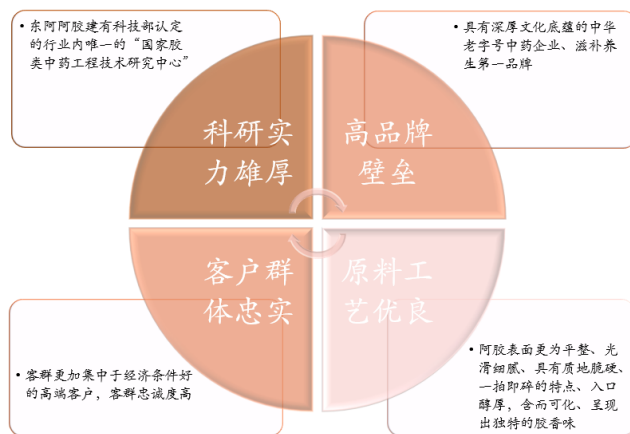 • 东阿阿胶建有科技部认定
的行业内唯一的“国家胶
类中药工程技术研究中心”
• 具有深厚文化底蕴的中华
老字号中药企业、滋补养
生第一品牌
科研实
力雄厚
高品牌
壁垒
客户群
体忠实
原料工
艺优良
• 客群更加集中于经济条件好
的高端客户，客群忠诚度高
• 阿胶表面更为平整、光
滑细腻、具有质地脆硬、
一拍即碎的特点、入口
醇厚，含而可化、呈现
出独特的胶香味